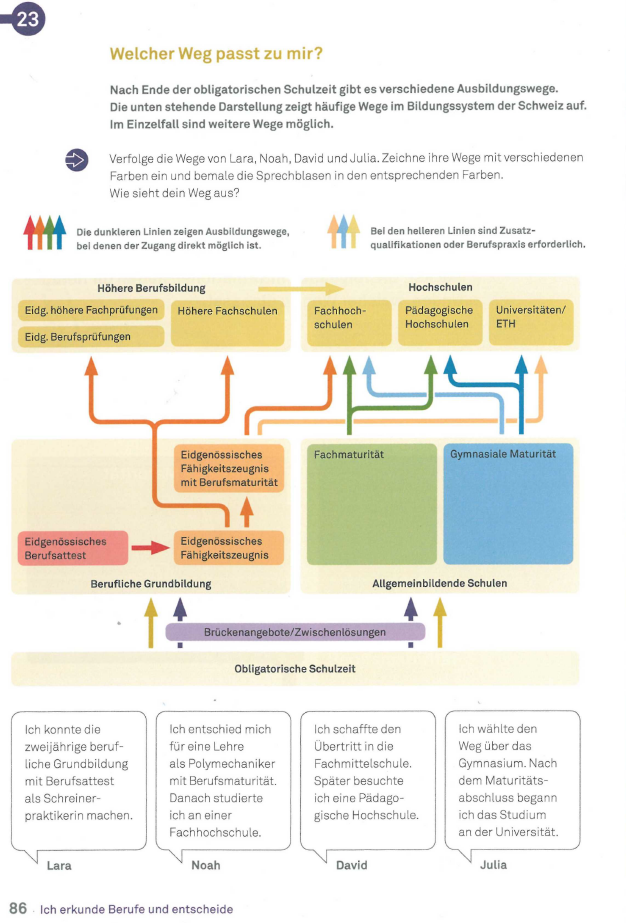 23
Welcher Weg passt zu mir?
Nach Ende der obligatorischen Schulzeit gibt es verschiedene Ausbildungswege.
Die unten stehende Darstellung zeigt häufige Wege im Bildungssystem der Schweiz auf.
Im Einzelfall sind weitere Wege möglich.
Verfolge die Wege von Lara, Noah, David und Julia. Zeichne ihre Wege mit verschiedenen
Farben ein und bemale die Sprechblasen in den entsprechenden Farben.
Wie sieht dein Weg aus?
Die dunkleren Linien zeigen Ausbildungswege,
bei denen der Zugang direkt möglich ist.
Bei den helleren Linien sind Zusatz-
qualifikationen oder Berufspraxis erforderlich.
Höhere Berufsbildung
Hochschulen
Eidg. höhere Fachprüfungen
Eidg. Berufsprüfungen
Höhere Fachschulen
Fachhoch-
schulen
Pädagogische
Hochschulen
Universitäten/
ETH
Eidgenössisches
Fähigkeitszeugnis
mit Berufsmaturität
Fachmaturität
Gymnasiale Maturität
Eidgenössisches
Berufsattest
Eidgenössisches
Fähigkeitszeugnis
Berufliche Grundbildung
Allgemeinbildende Schulen
Brückenangebote/Zwischenlösungen
Obligatorische Schulzeit
Ich konnte die
zweijährige beruf-
liche Grundbildung
mit Berufsattest
als Schreiner-
praktikerin machen.
Lara
Ich entschied mich
für eine Lehre
als Polymechaniker
mit Berufsmaturität.
Danach studierte
ich an einer
Fachhochschule.
Noah
Ich schaffte den
Übertritt in die
Fachmittelschule.
Später besuchte
ich eine Pädago-
gische Hochschule.
David
Ich wählte den
Weg über das
Gymnasium. Nach
dem Maturitäts-
abschluss begann
ich das Studium
an der Universität.
Julia
86 · Ich erkunde Berufe und entscheide